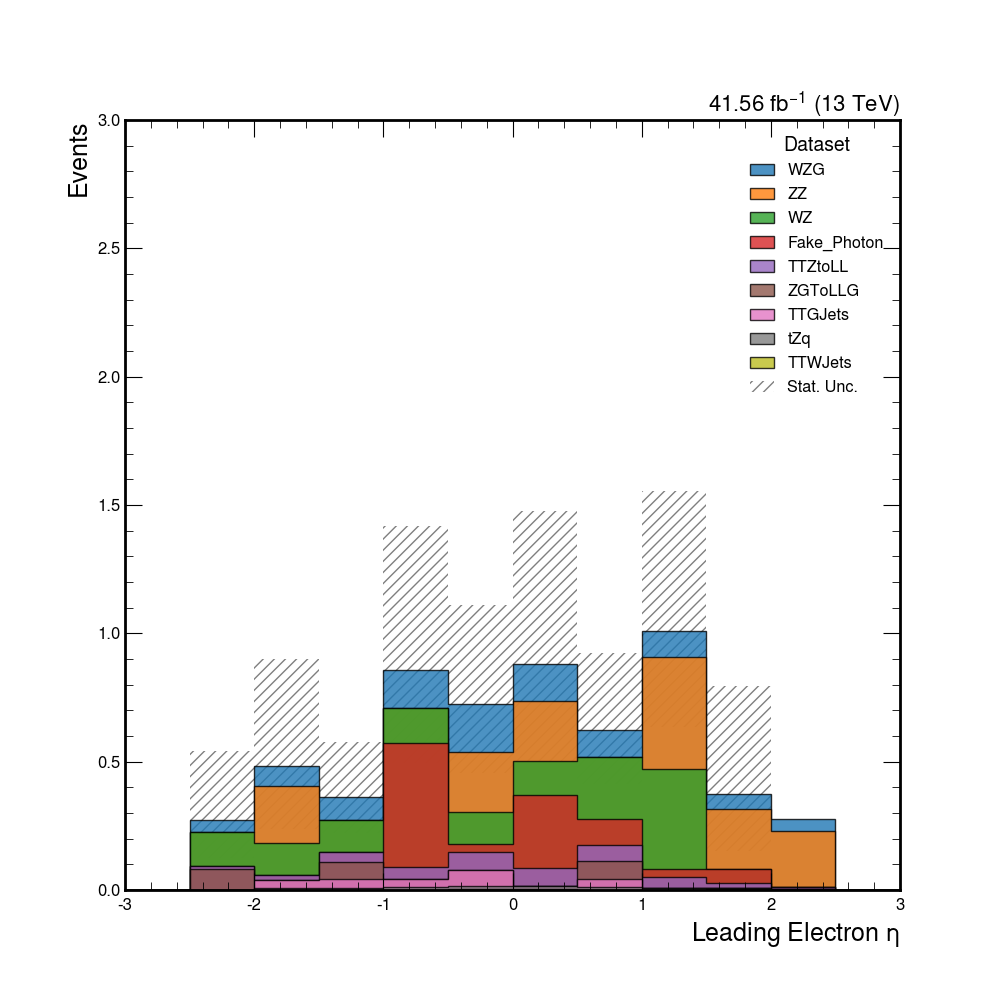 41.56 fb⁻¹ (13 TeV)
Events
3.0
2.5
2.0
1.5
1.0
0.5
0.0
Dataset
WZG
ZZ
WZ
Fake_Photon
TTZtoLL
ZGToLLG
TTGJets
tZq
TTWJets
Stat. Unc.
-3 -2 -1 0 1 2 3
Leading Electron η